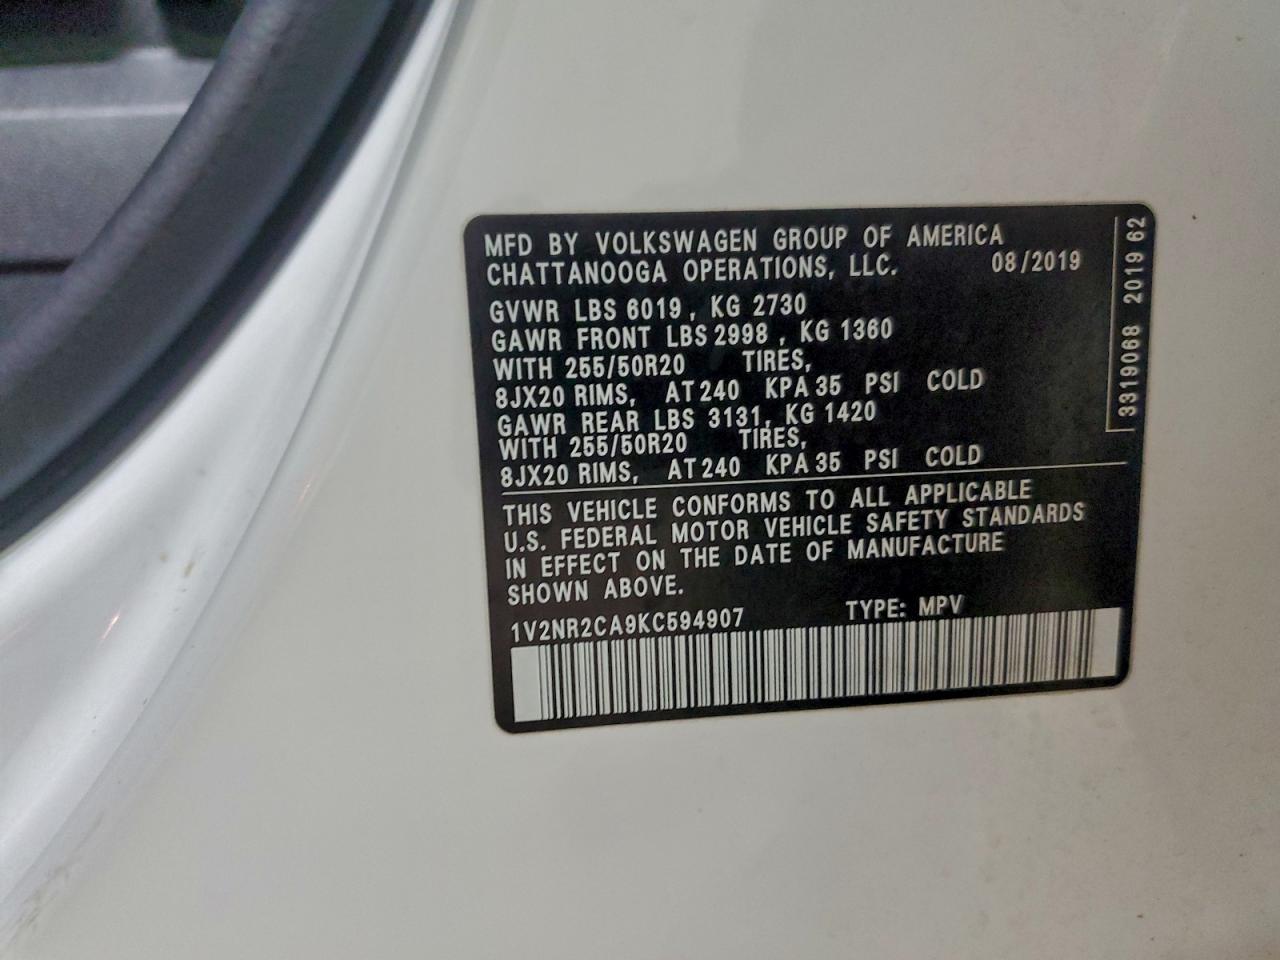 MFD BY VOLKSWAGEN GROUP OF AMERICA
CHATTANOOGA OPERATIONS, LLC. 08/2019
GVWR LBS 6019, KG 2730
GAWR FRONT LBS 2998, KG 1360
WITH 255/50R20 TIRES,
8JX20 RIMS, AT 240 KPA 35 PSI COLD
GAWR REAR LBS 3131, KG 1420
WITH 255/50R20 TIRES,
8JX20 RIMS, AT 240 KPA 35 PSI COLD
THIS VEHICLE CONFORMS TO ALL APPLICABLE
U.S. FEDERAL MOTOR VEHICLE SAFETY STANDARDS
IN EFFECT ON THE DATE OF MANUFACTURE
SHOWN ABOVE.
1V2NR2CA9KC594907 TYPE: MPV
3319068 2019 62